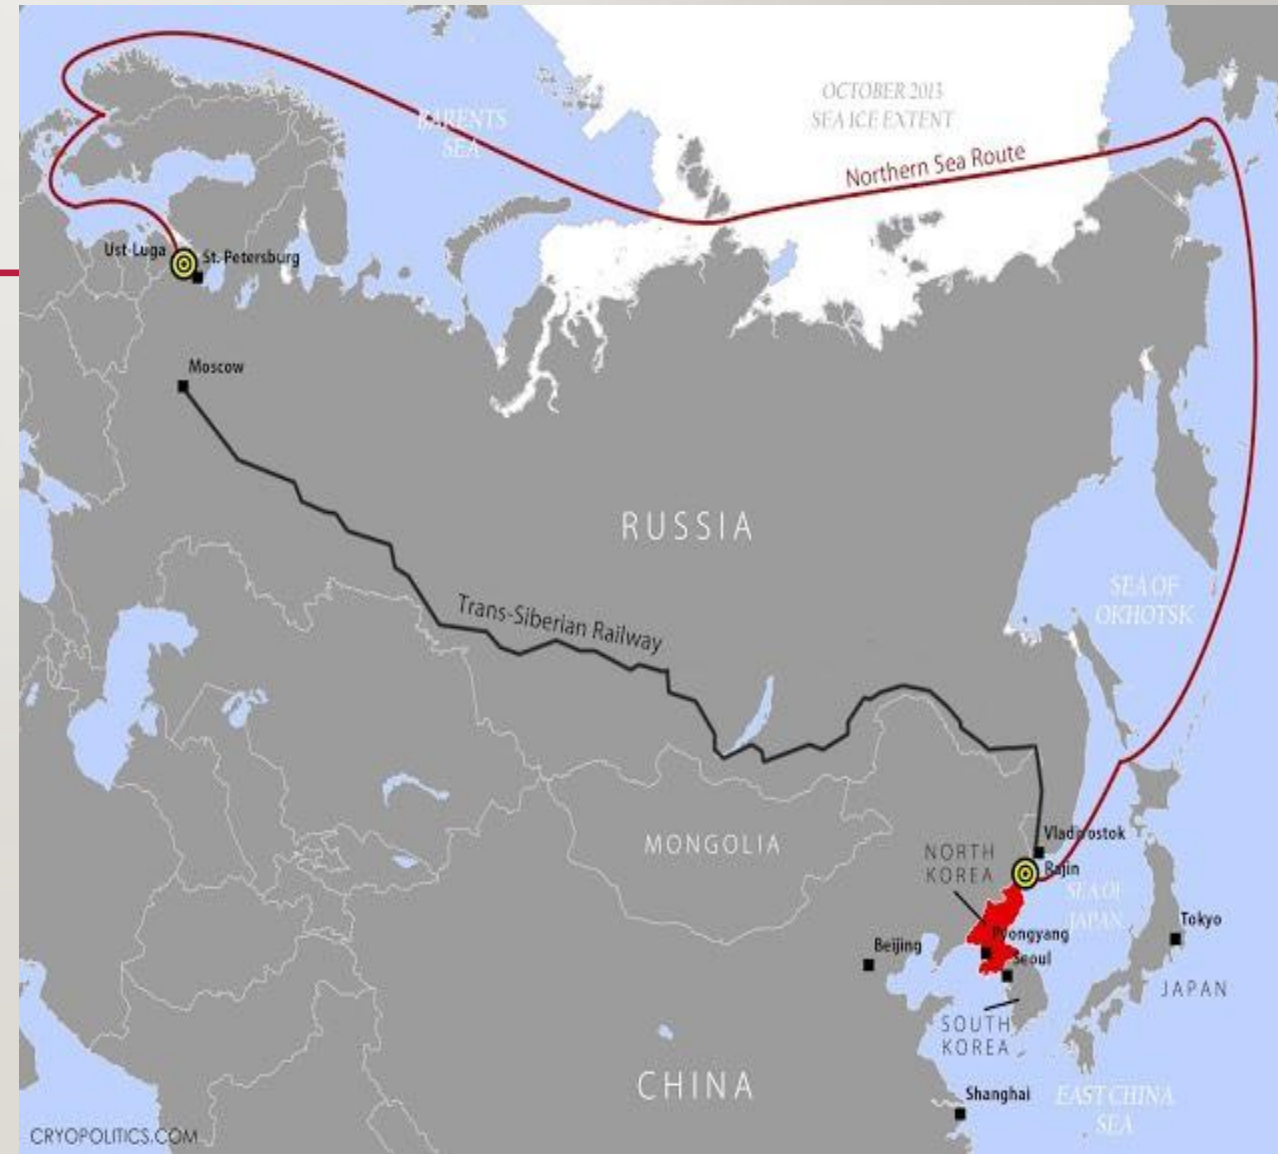 OCTOBER 2013
SEA ICE EXTENT
BARENTS
SEA
Northern Sea Route
Ust-Luga
St. Petersburg
Moscow
RUSSIA
SEA OF
OKHOTSK
Trans-Siberian Railway
MONGOLIA
Vladivostok
NORTH
KOREA
Rajin
SEA OF
JAPAN
Pyongyang
Tokyo
Beijing
Seoul
JAPAN
SOUTH
KOREA
CHINA
Shanghai
EAST CHINA
SEA
CRYOPOLITICS.COM